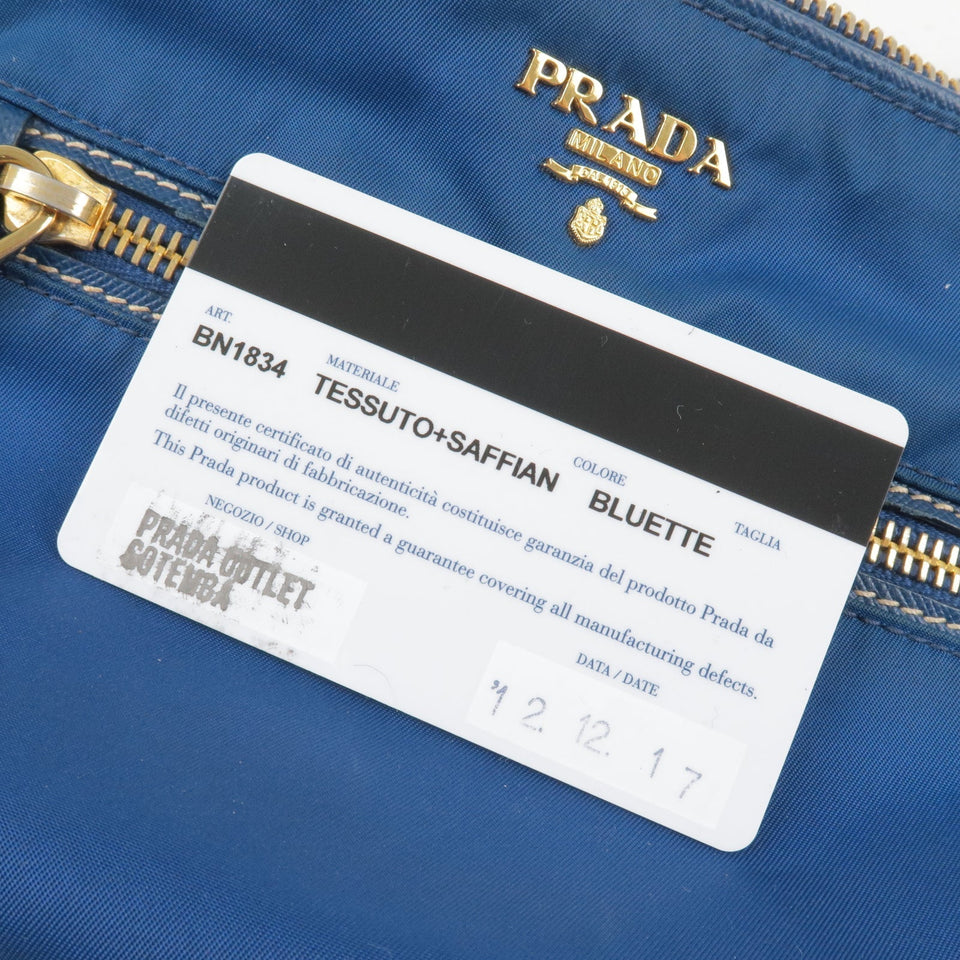 PRADA
MILANO
DAL 1913
ART.
BN1834
MATERIALE
TESSUTO+SAFFIAN
COLORE
BLUETTE
TAGLIA
Il presente certificato di autenticità costituisce garanzia del prodotto Prada da
difetti originari di fabbricazione.
This Prada product is granted a guarantee covering all manufacturing defects.
NEGOZIO / SHOP
PRADA OUTLET
GOTEMBA
DATA / DATE
'12. 12. 17